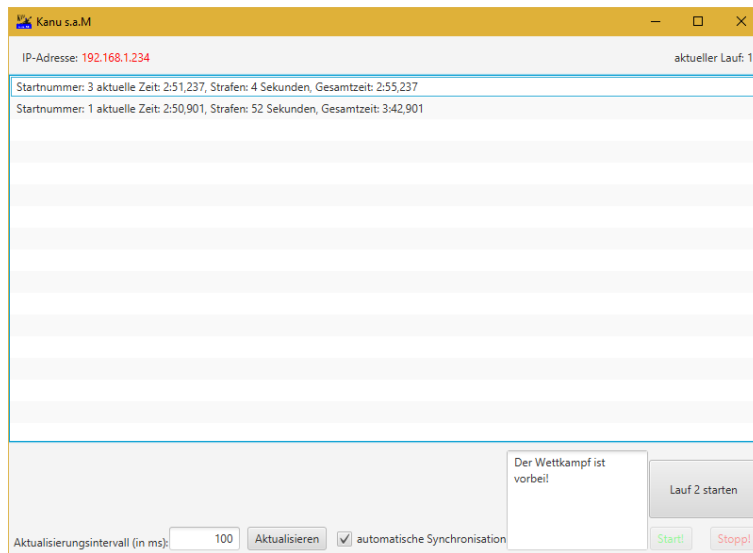 Kanu s.a.M
IP-Adresse: 192.168.1.234
aktueller Lauf: 1
Startnummer: 3 aktuelle Zeit: 2:51,237, Strafen: 4 Sekunden, Gesamtzeit: 2:55,237
Startnummer: 1 aktuelle Zeit: 2:50,901, Strafen: 52 Sekunden, Gesamtzeit: 3:42,901
Der Wettkampf ist
vorbei!
Lauf 2 starten
Aktualisierungsintervall (in ms): 100 Aktualisieren automatische Synchronisation
Start! Stopp!